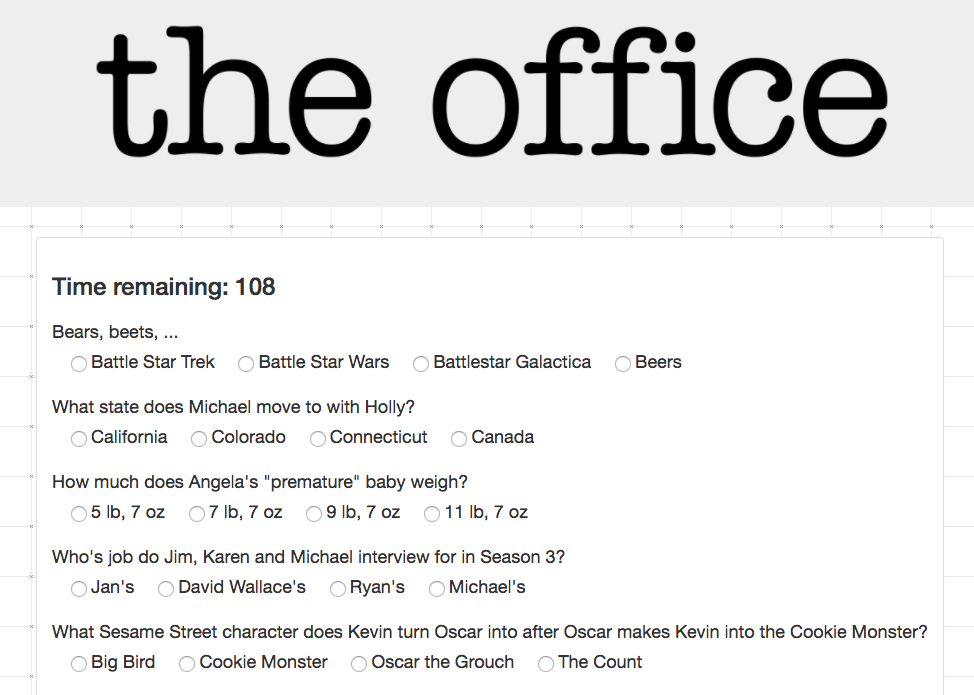 the office
Time remaining: 108
Bears, beets, ...
Battle Star Trek Battle Star Wars Battlestar Galactica Beers
What state does Michael move to with Holly?
California Colorado Connecticut Canada
How much does Angela's "premature" baby weigh?
5 lb, 7 oz 7 lb, 7 oz 9 lb, 7 oz 11 lb, 7 oz
Who's job do Jim, Karen and Michael interview for in Season 3?
Jan's David Wallace's Ryan's Michael's
What Sesame Street character does Kevin turn Oscar into after Oscar makes Kevin into the Cookie Monster?
Big Bird Cookie Monster Oscar the Grouch The Count